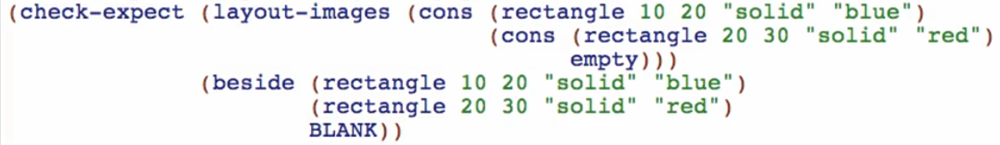 (check-expect (layout-images (cons (rectangle 10 20 "solid" "blue")
(cons (rectangle 20 30 "solid" "red")
empty)))
(beside (rectangle 10 20 "solid" "blue")
(rectangle 20 30 "solid" "red")
BLANK))